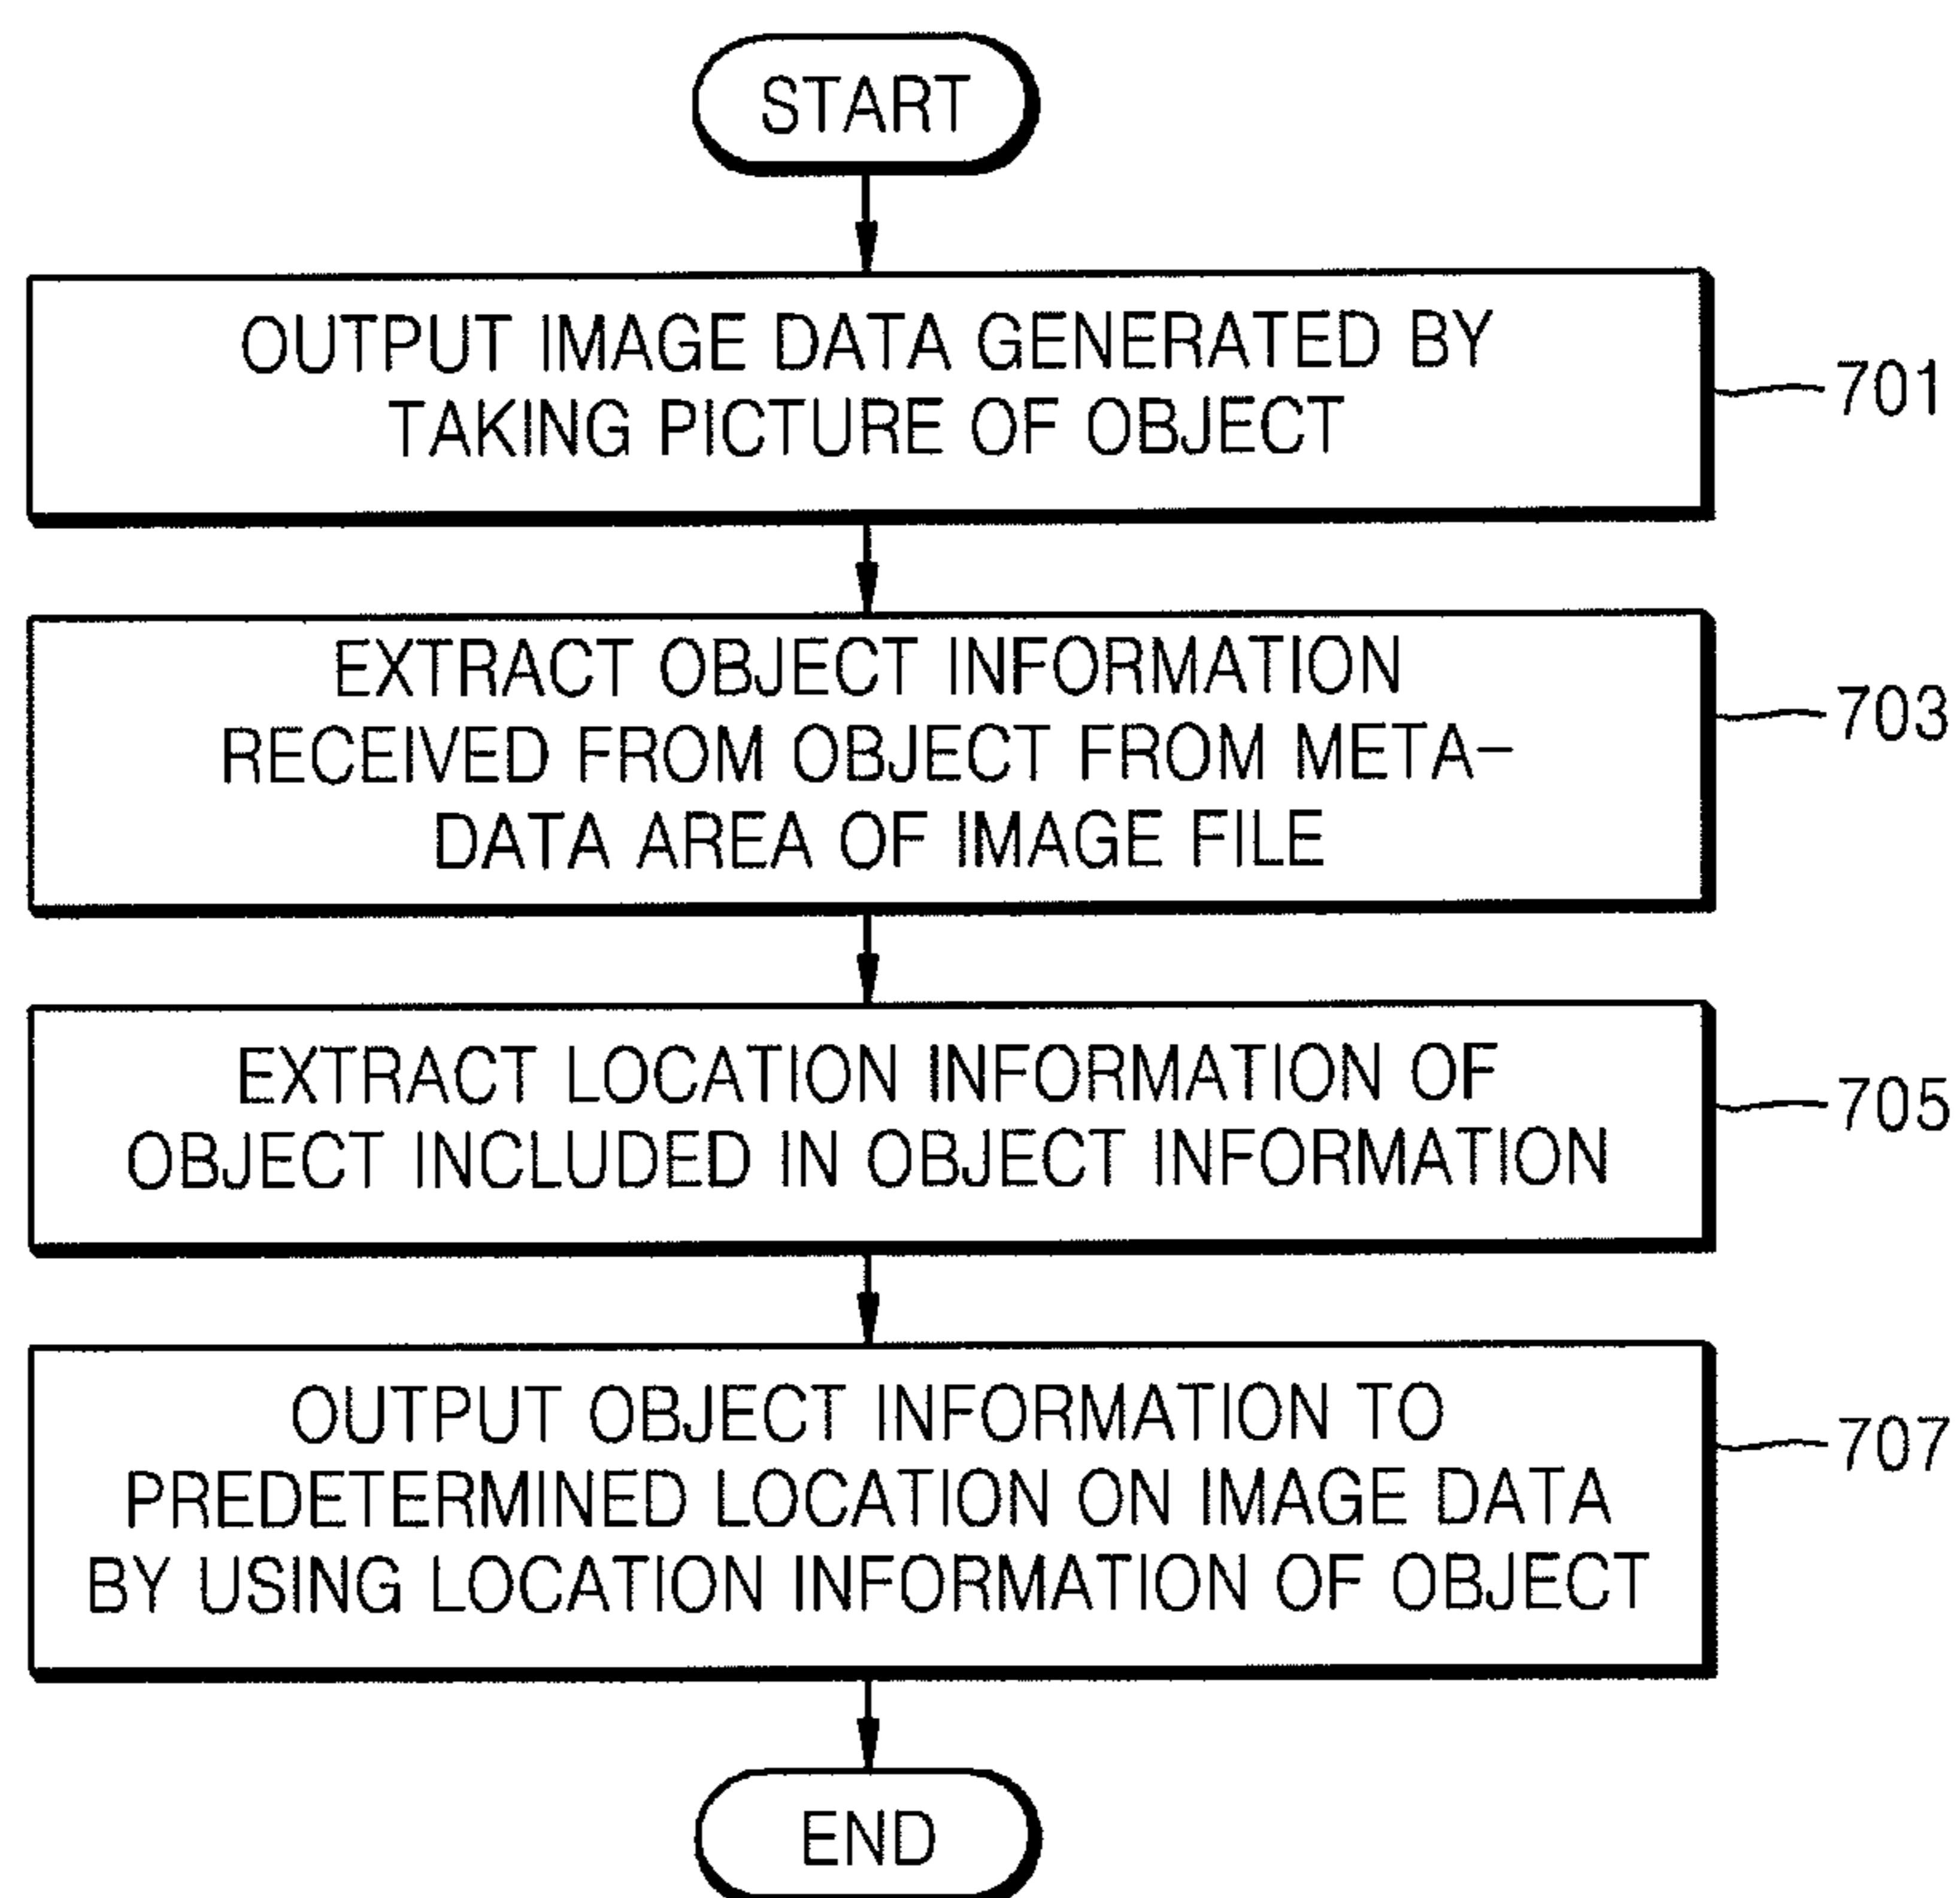 START
OUTPUT IMAGE DATA GENERATED BY
TAKING PICTURE OF OBJECT
701
EXTRACT OBJECT INFORMATION
RECEIVED FROM OBJECT FROM META-
DATA AREA OF IMAGE FILE
703
EXTRACT LOCATION INFORMATION OF
OBJECT INCLUDED IN OBJECT INFORMATION
705
OUTPUT OBJECT INFORMATION TO
PREDETERMINED LOCATION ON IMAGE DATA
BY USING LOCATION INFORMATION OF OBJECT
707
END